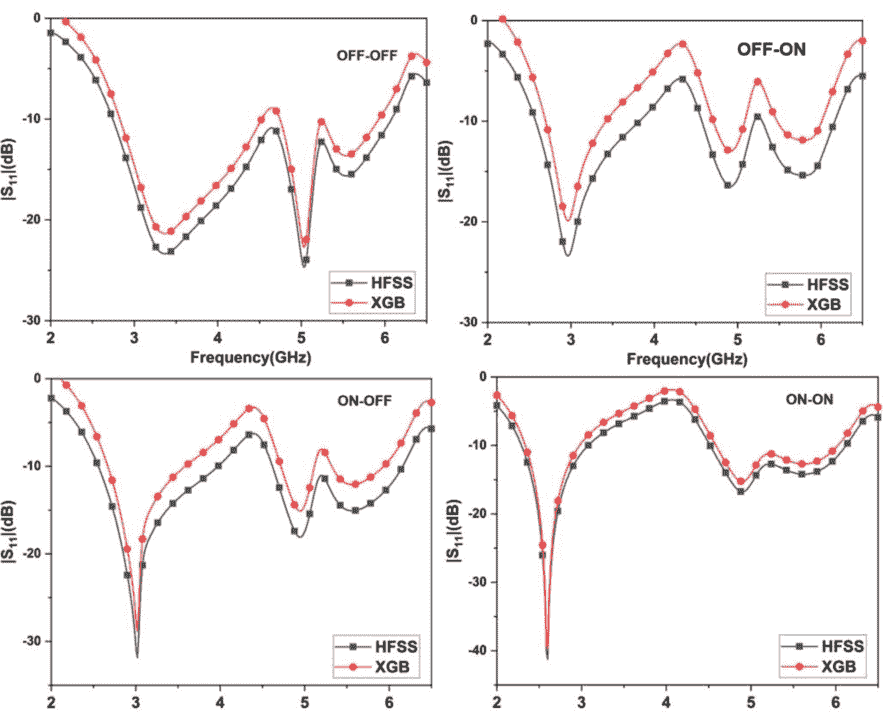 0
-10
-20
-30
|S11|(dB)
OFF-OFF
HFSS
XGB
2
3
4
5
6
Frequency(GHz)
0
-10
-20
-30
|S11|(dB)
OFF-ON
HFSS
XGB
2
3
4
5
6
Frequency(GHz)
0
-10
-20
-30
|S11|(dB)
ON-OFF
HFSS
XGB
2
3
4
5
6
0
-10
-20
-30
-40
|S11|(dB)
ON-ON
HFSS
XGB
2
3
4
5
6